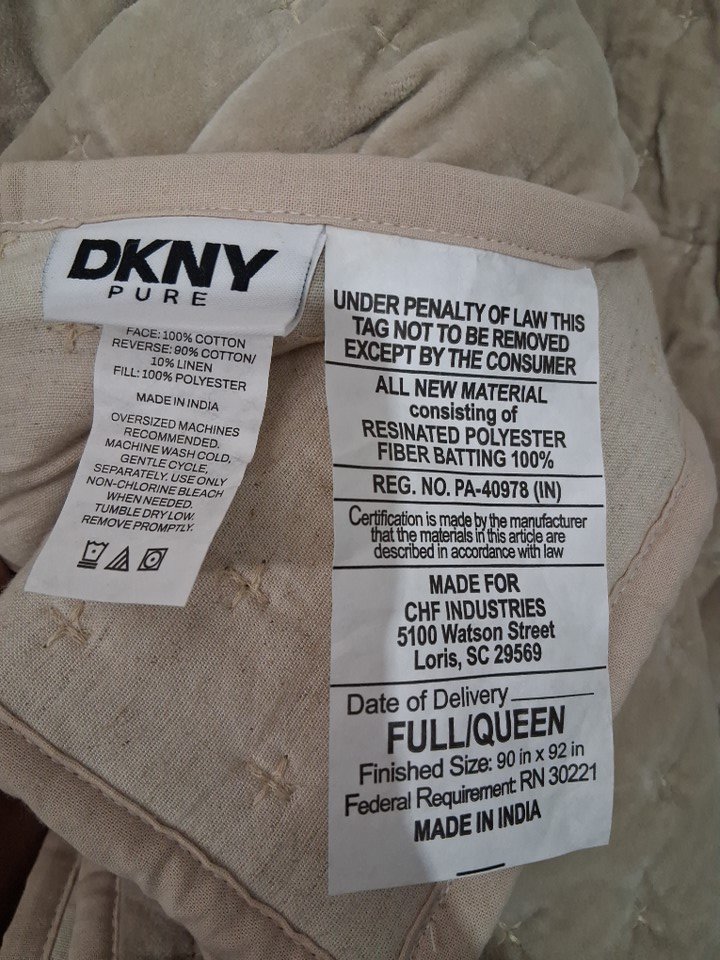 DKNY
PURE
FACE: 100% COTTON
REVERSE: 90% COTTON/
10% LINEN
FILL: 100% POLYESTER
MADE IN INDIA
OVERSIZED MACHINES
RECOMMENDED.
MACHINE WASH COLD,
GENTLE CYCLE,
SEPARATELY. USE ONLY
NON-CHLORINE BLEACH
WHEN NEEDED.
TUMBLE DRY LOW.
REMOVE PROMPTLY.
UNDER PENALTY OF LAW THIS
TAG NOT TO BE REMOVED
EXCEPT BY THE CONSUMER
ALL NEW MATERIAL
consisting of
RESINATED POLYESTER
FIBER BATTING 100%
REG. NO. PA-40978 (IN)
Certification is made by the manufacturer
that the materials in this article are
described in accordance with law
MADE FOR
CHF INDUSTRIES
5100 Watson Street
Loris, SC 29569
Date of Delivery
FULL/QUEEN
Finished Size: 90 in x 92 in
Federal Requirement: RN 30221
MADE IN INDIA